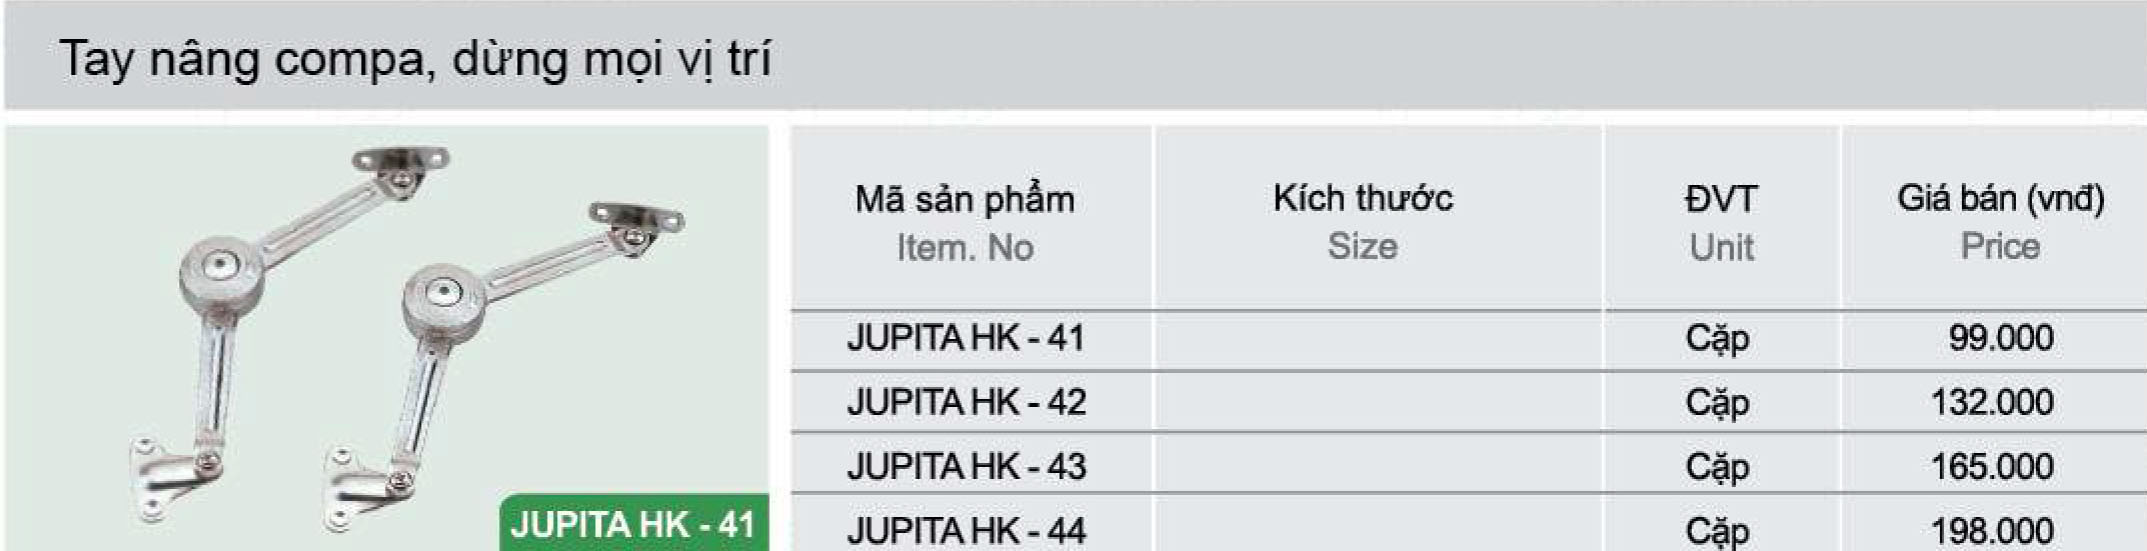 Tay nâng compa, dừng mọi vị trí
Mã sản phẩm Kích thước ĐVT Giá bán (vnđ)
Item. No Size Unit Price
JUPITA HK - 41 Cặp 99.000
JUPITA HK - 42 Cặp 132.000
JUPITA HK - 43 Cặp 165.000
JUPITA HK - 44 Cặp 198.000
JUPITA HK - 41